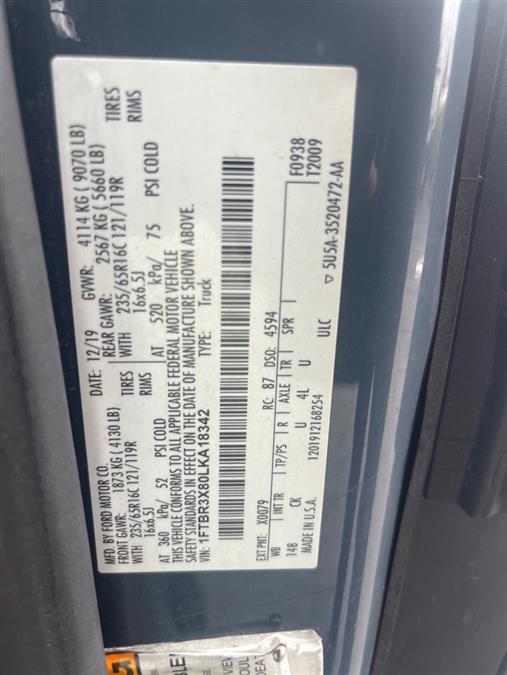 MFD. BY FORD MOTOR CO.
DATE: 12/19 GVWR: 4114 KG ( 9070 LB)
FRONT GAWR: 1873 KG ( 4130 LB) REAR GAWR: 2567 KG ( 5660 LB)
WITH 235/65R16C 121/119R TIRES WITH 235/65R16C 121/119R TIRES
16x6.5J RIMS 16x6.5J RIMS
AT 360 kPa/ 52 PSI COLD AT 520 kPa/ 75 PSI COLD
THIS VEHICLE CONFORMS TO ALL APPLICABLE FEDERAL MOTOR VEHICLE
SAFETY STANDARDS IN EFFECT ON THE DATE OF MANUFACTURE SHOWN ABOVE.
VIN: 1FTBR3X80LKA18342 TYPE: Truck
F0938
T2009
EXT PNT: X0079 RC: 87 DSO: 4594
WB INT TR TP/PS R AXLE TR SPR
148 CK U 4L U
MADE IN U.S.A. 1201912168254 ULC
▽ 5U5A-3520472-AA